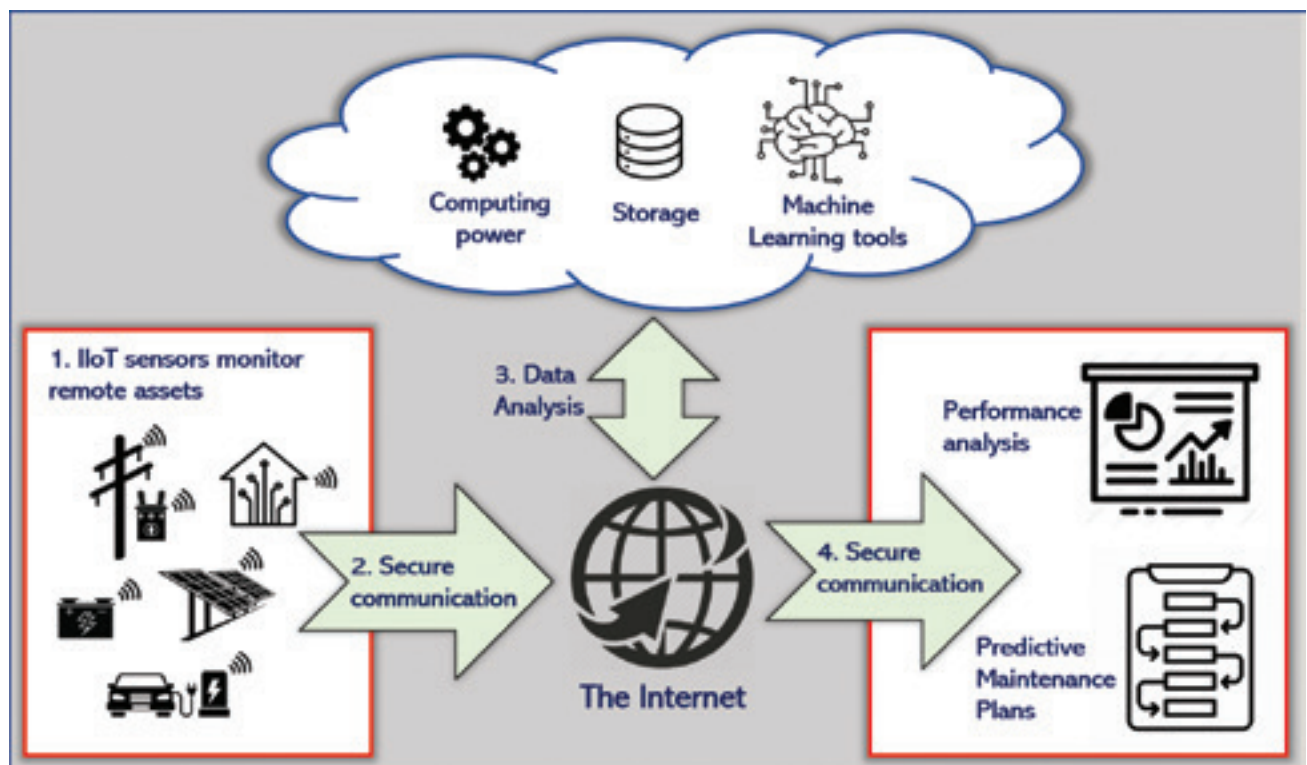 Computing
power
Storage
Machine
Learning tools
1. IIoT sensors monitor
remote assets
2. Secure
communication
3. Data
Analysis
The Internet
4. Secure
communication
Performance
analysis
Predictive
Maintenance
Plans